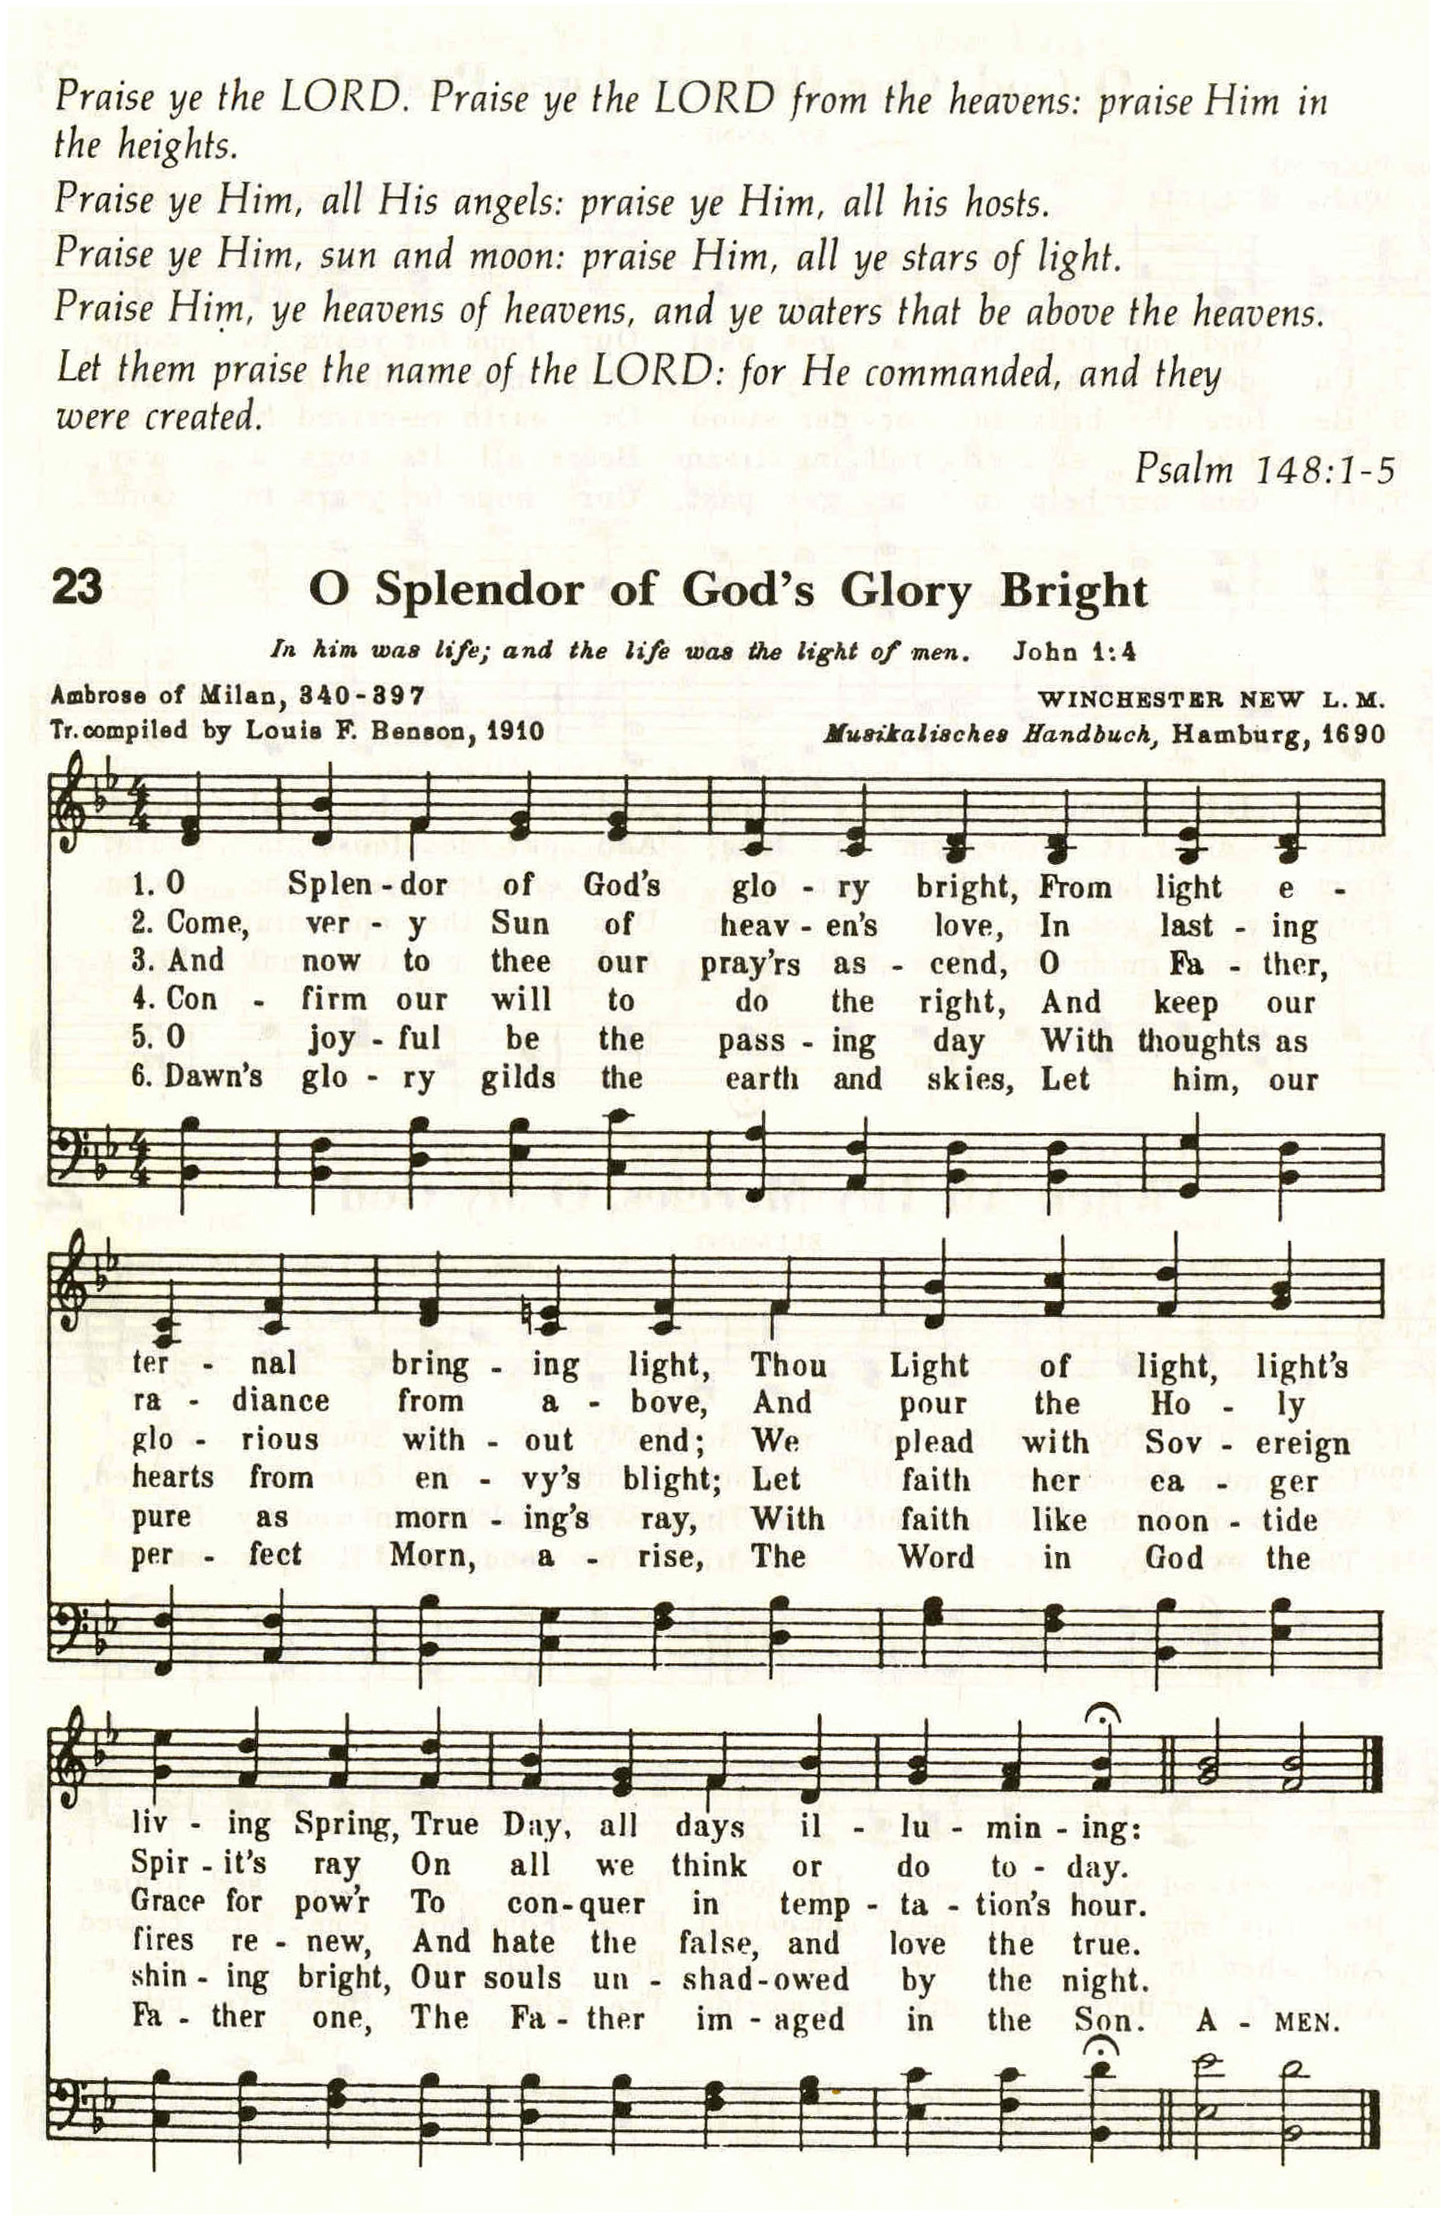 Praise ye the LORD. Praise ye the LORD from the heavens: praise Him in
the heights.
Praise ye Him, all His angels: praise ye Him, all his hosts.
Praise ye Him, sun and moon: praise Him, all ye stars of light.
Praise Him, ye heavens of heavens, and ye waters that be above the heavens.
Let them praise the name of the LORD: for He commanded, and they
were created.
Psalm 148:1-5
23 O Splendor of God's Glory Bright
In him was life; and the life was the light of men. John 1:4
Ambrose of Milan, 340-397 WINCHESTER NEW L. M.
Tr. compiled by Louis F. Benson, 1910 Musikalisches Handbuch, Hamburg, 1690
1. O Splen-dor of God's glo - ry bright, From light e -
2. Come, ver - y Sun of heav - en's love, In last - ing
3. And now to thee our pray'rs as - cend, O Fa - ther,
4. Con - firm our will to do the right, And keep our
5. O joy - ful be the pass - ing day With thoughts as
6. Dawn's glo - ry gilds the earth and skies, Let him, our
ter - nal bring - ing light, Thou Light of light, light's
ra - diance from a - bove, And pour the Ho - ly
glo - rious with - out end; We plead with Sov - ereign
hearts from en - vy's blight; Let faith her ea - ger
pure as morn - ing's ray, With faith like noon - tide
per - fect Morn, a - rise, The Word in God the
liv - ing Spring, True Day, all days il - lu - min - ing:
Spir - it's ray On all we think or do to - day.
Grace for pow'r To con-quer in temp - ta - tion's hour.
fires re - new, And hate the false, and love the true.
shin - ing bright, Our souls un - shad-owed by the night.
Fa - ther one, The Fa - ther im - aged in the Son. A - MEN.